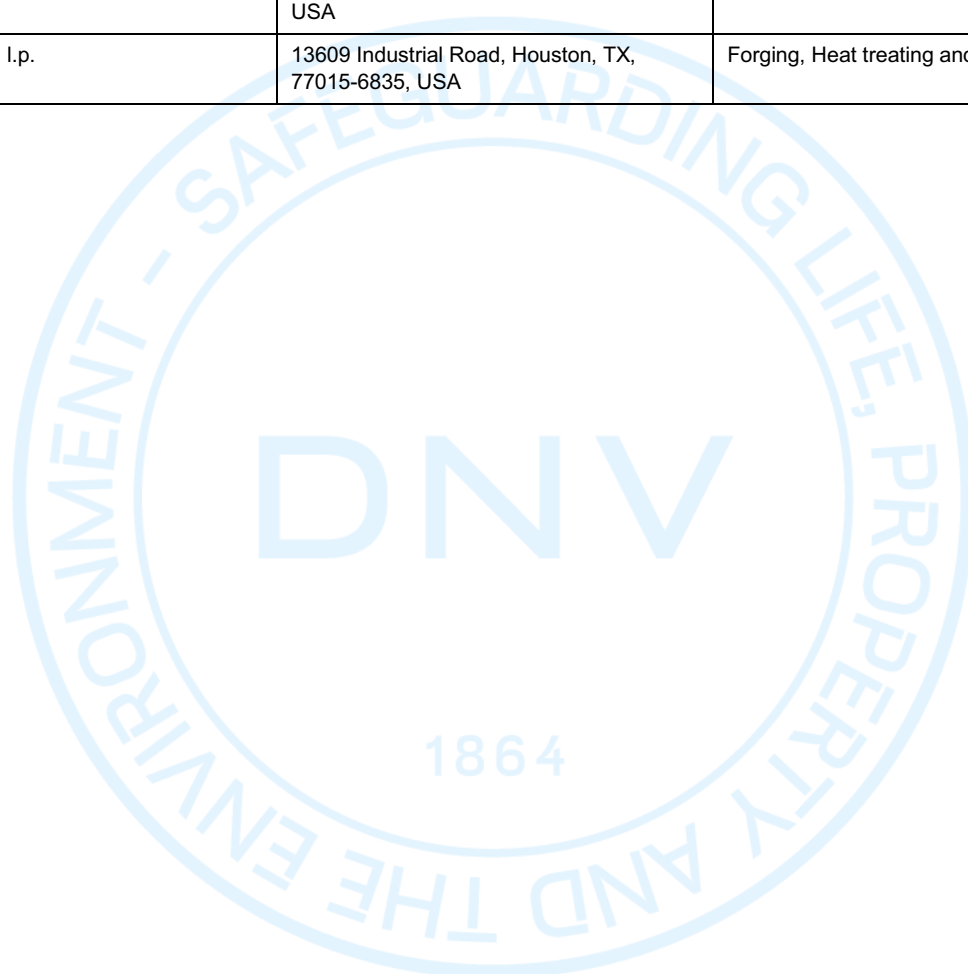 USA
l.p.
13609 Industrial Road, Houston, TX,
77015-6835, USA
Forging, Heat treating and
SAFEGUARDING LIFE, PROPERTY AND THE ENVIRONMENT -
DNV
1864